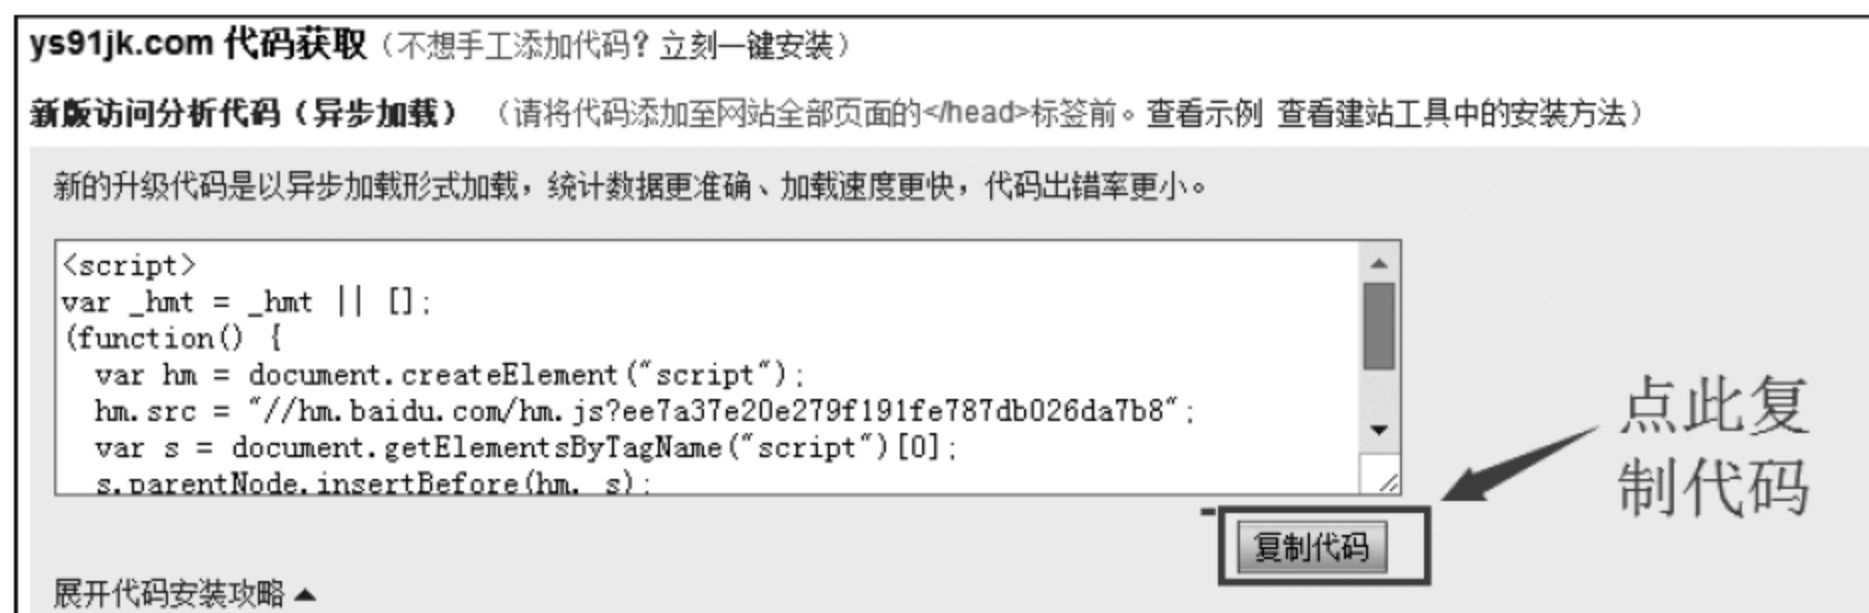 ys91jk.com 代码获取（不想手工添加代码？立刻一键安装）
新版访问分析代码（异步加载） （请将代码添加至网站全部页面的</head>标签前。查看示例 查看建站工具中的安装方法）
新的升级代码是以异步加载形式加载，统计数据更准确、加载速度更快，代码出错率更小。
<script>
var _hmt = _hmt || [];
(function() {
  var hm = document.createElement("script");
  hm.src = "//hm.baidu.com/hm.js?ee7a37e20e279f191fe787db026da7b8";
  var s = document.getElementsByTagName("script")[0];
  s.parentNode.insertBefore(hm, s);
点此复
制代码
复制代码
展开代码安装攻略▲